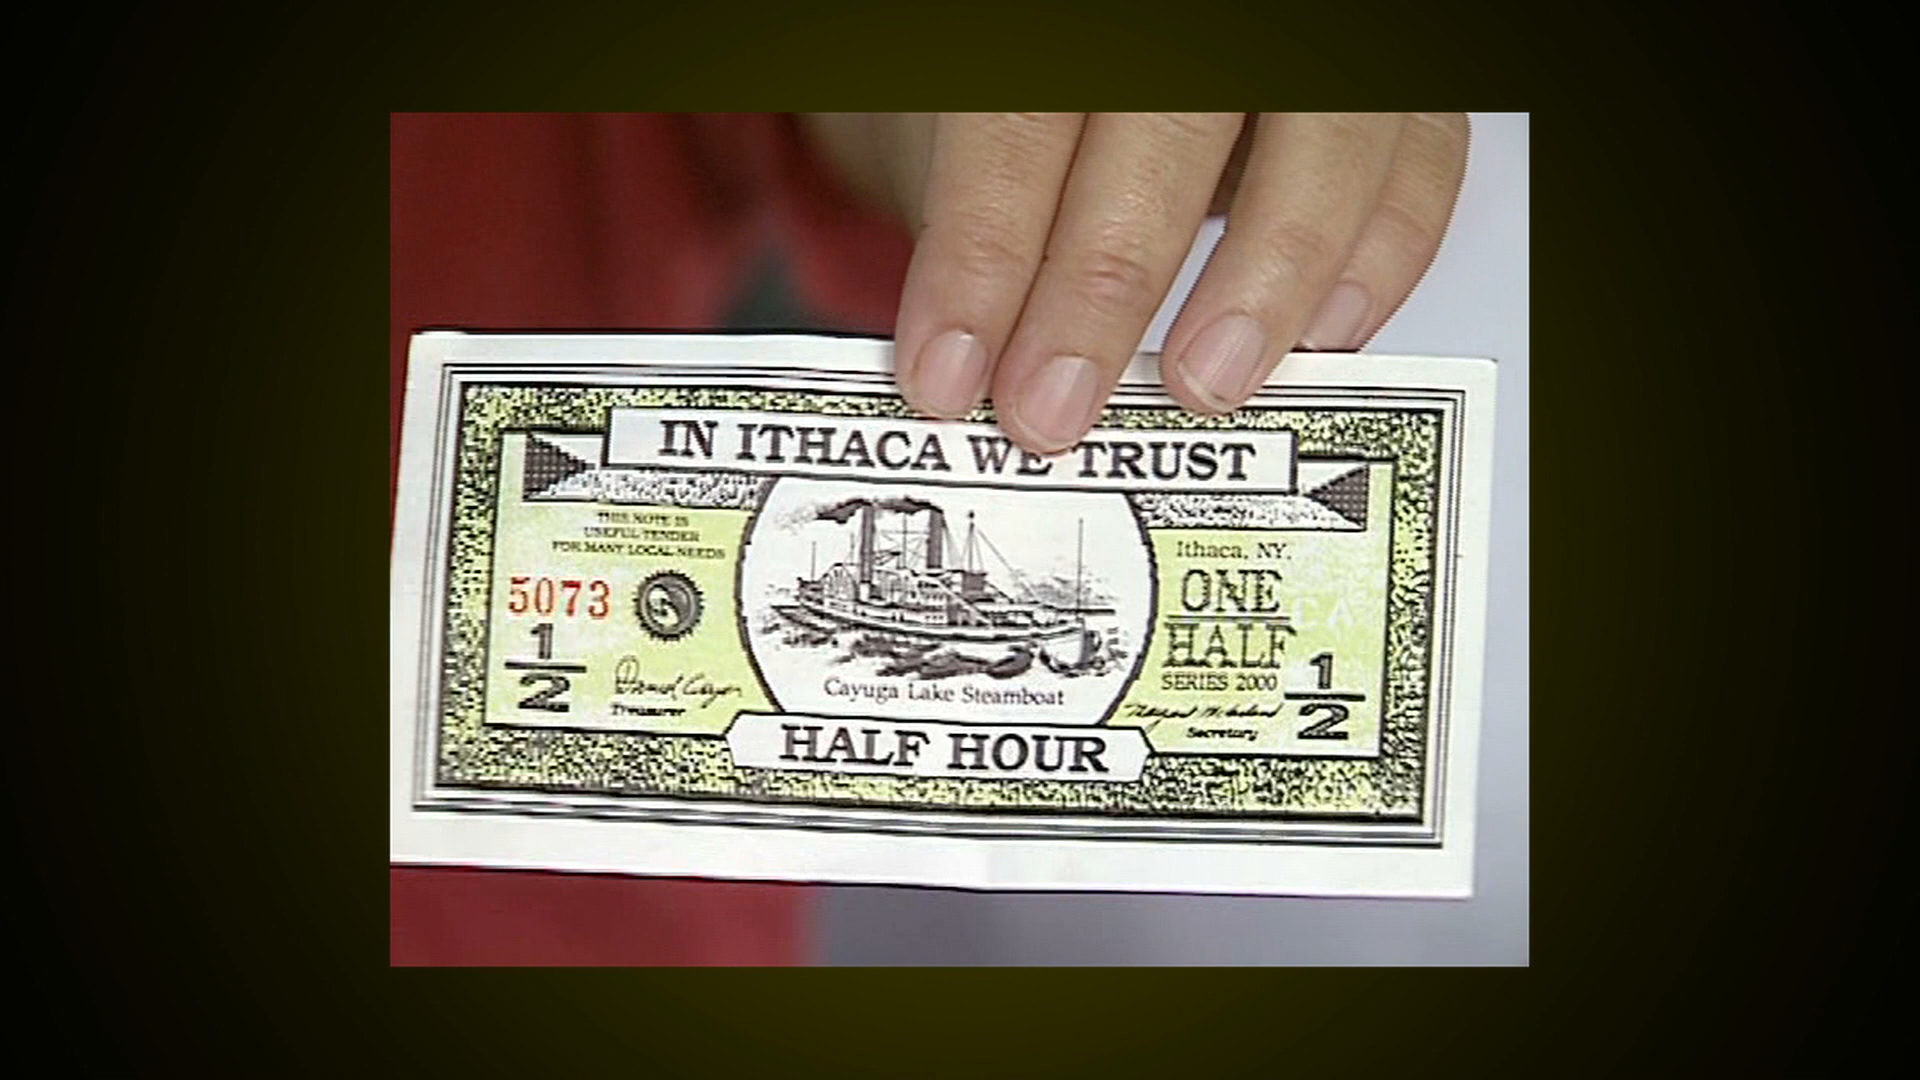 IN ITHACA WE TRUST
THIS NOTE IS
USEFUL TENDER
FOR MANY LOCAL NEEDS
5073
1/2
Treasurer
Cayuga Lake Steamboat
Ithaca, NY.
ONE
HALF
SERIES 2000
1/2
Secretary
HALF HOUR